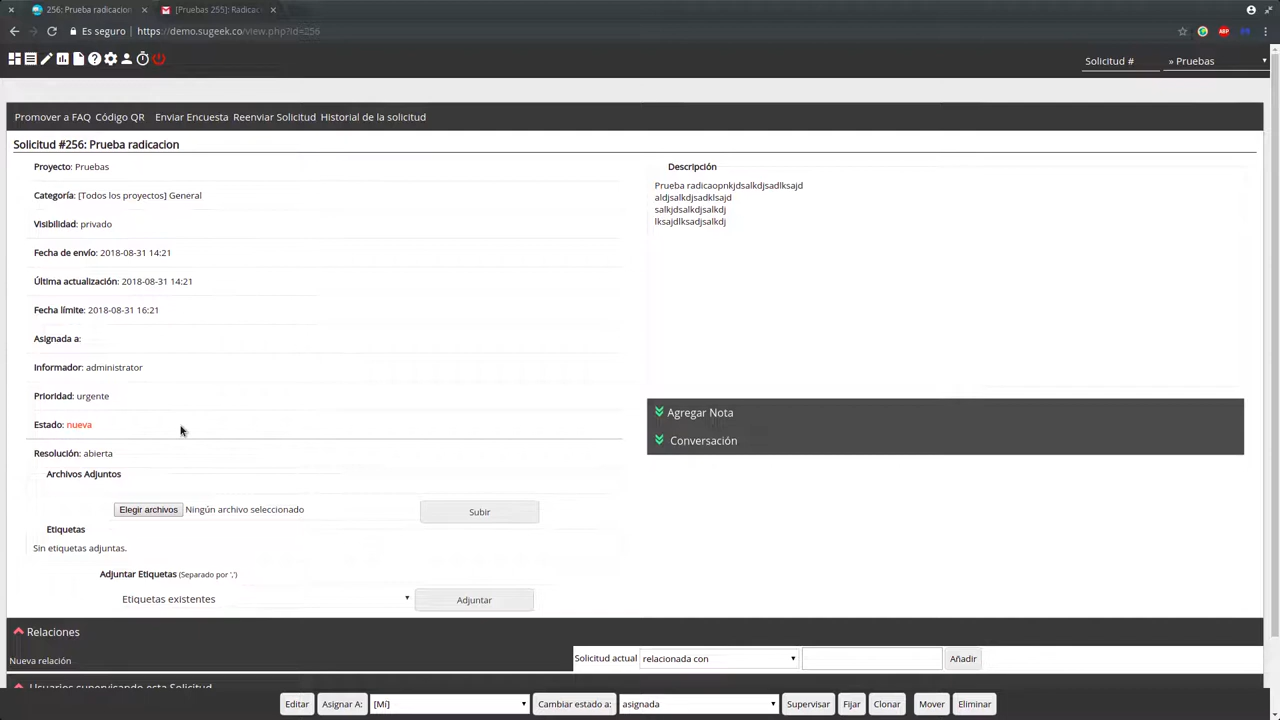 256: Prueba radicacion
[Pruebas 255]: Radicac
Es seguro
https://demo.sugeek.co/view.php?id=256
Solicitud #
» Pruebas
Promover a FAQ Código QR Enviar Encuesta Reenviar Solicitud Historial de la solicitud
Solicitud #256: Prueba radicacion
Proyecto: Pruebas
Categoría: [Todos los proyectos] General
Visibilidad: privado
Fecha de envío: 2018-08-31 14:21
Última actualización: 2018-08-31 14:21
Fecha límite: 2018-08-31 16:21
Asignada a:
Informador: administrator
Prioridad: urgente
Estado: nueva
Resolución: abierta
Archivos Adjuntos
Elegir archivos Ningún archivo seleccionado
Subir
Etiquetas
Sin etiquetas adjuntas.
Adjuntar Etiquetas (Separado por ',')
Etiquetas existentes
Adjuntar
Descripción
Prueba radicaopnkjdsalkdjsadlksajd
aldjsalkdjsadklsajd
salkjdsalkdjsalkdj
lksajdlksadjsalkdj
Agregar Nota
Conversación
Relaciones
Nueva relación
Solicitud actual relacionada con
Añadir
Usuarios supervisando esta Solicitud
Editar Asignar A: [Mí] Cambiar estado a: asignada Supervisar Fijar Clonar Mover Eliminar